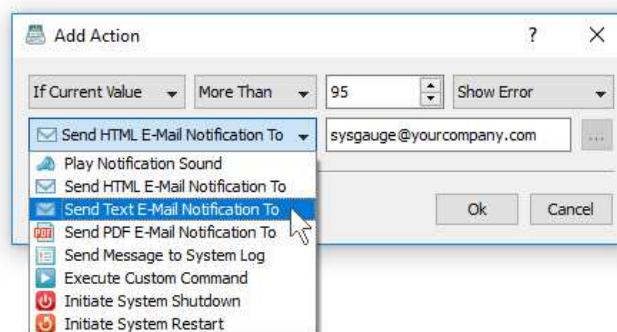 Add Action
?
If Current Value More Than 95 Show Error
Send HTML E-Mail Notification To sysgauge@yourcompany.com ...
Play Notification Sound
Send HTML E-Mail Notification To
Send Text E-Mail Notification To
Send PDF E-Mail Notification To
Send Message to System Log
Execute Custom Command
Initiate System Shutdown
Initiate System Restart
Ok Cancel